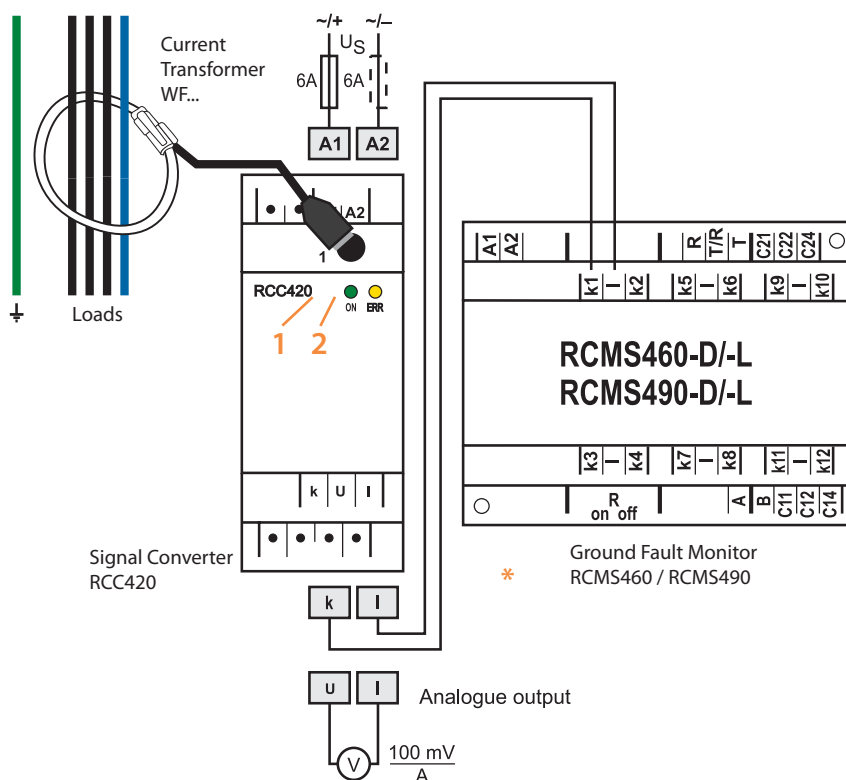 ~/+ ~/–
U_S
Current
Transformer
WF...
6A 6A
A1 A2
A2
1
RCC420
ON ERR
1 2
Loads
k U l
Signal Converter
RCC420
k l
U l
Analogue output
V
100 mV
A
A1 A2 R T/R T C21 C22 C24
k1 l k2 k5 l k6 k9 l k10
RCMS460-D/-L
RCMS490-D/-L
k3 l k4 k7 l k8 k11 l k12
R
on off
A B C11 C12 C14
*
Ground Fault Monitor
RCMS460 / RCMS490